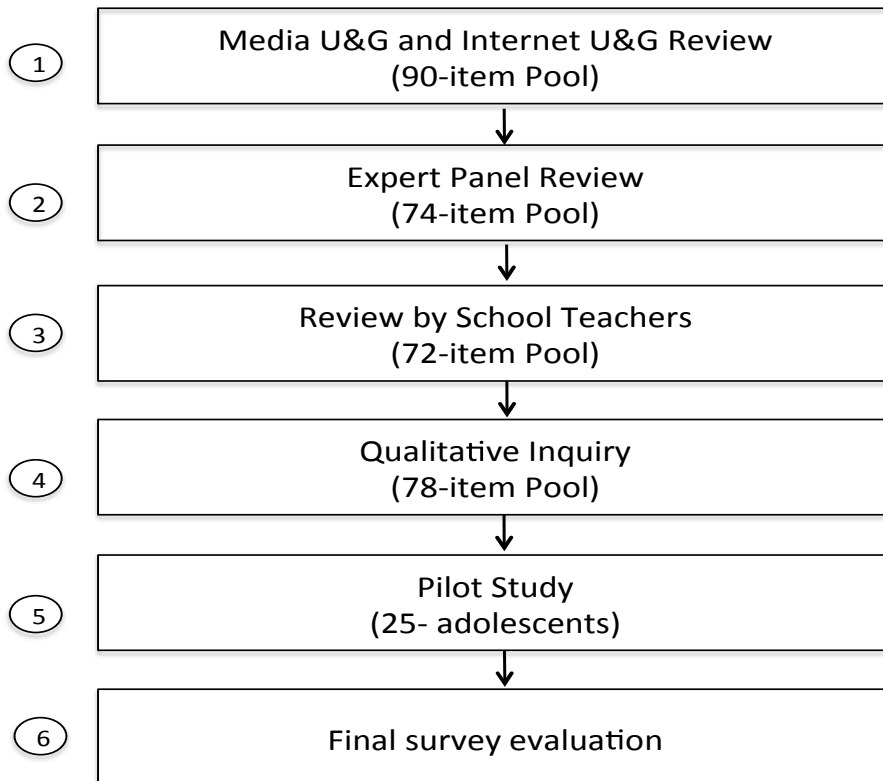 1
Media U&G and Internet U&G Review
(90-item Pool)
2
Expert Panel Review
(74-item Pool)
3
Review by School Teachers
(72-item Pool)
4
Qualitative Inquiry
(78-item Pool)
5
Pilot Study
(25- adolescents)
6
Final survey evaluation